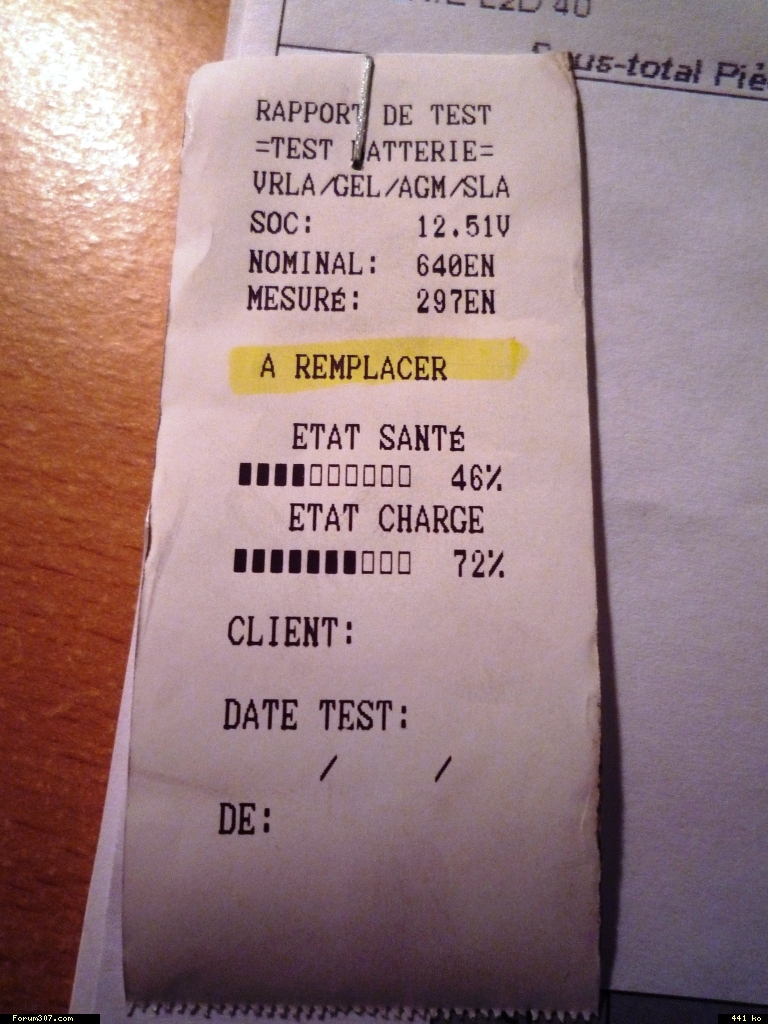 Sous-total Piè
RAPPORT DE TEST
=TEST BATTERIE=
VRLA/GEL/AGM/SLA
SOC: 12.51V
NOMINAL: 640EN
MESURÉ: 297EN
A REMPLACER
ETAT SANTÉ
46%
ETAT CHARGE
72%
CLIENT:
DATE TEST:
/ /
DE:
Forum307.com
441 ko